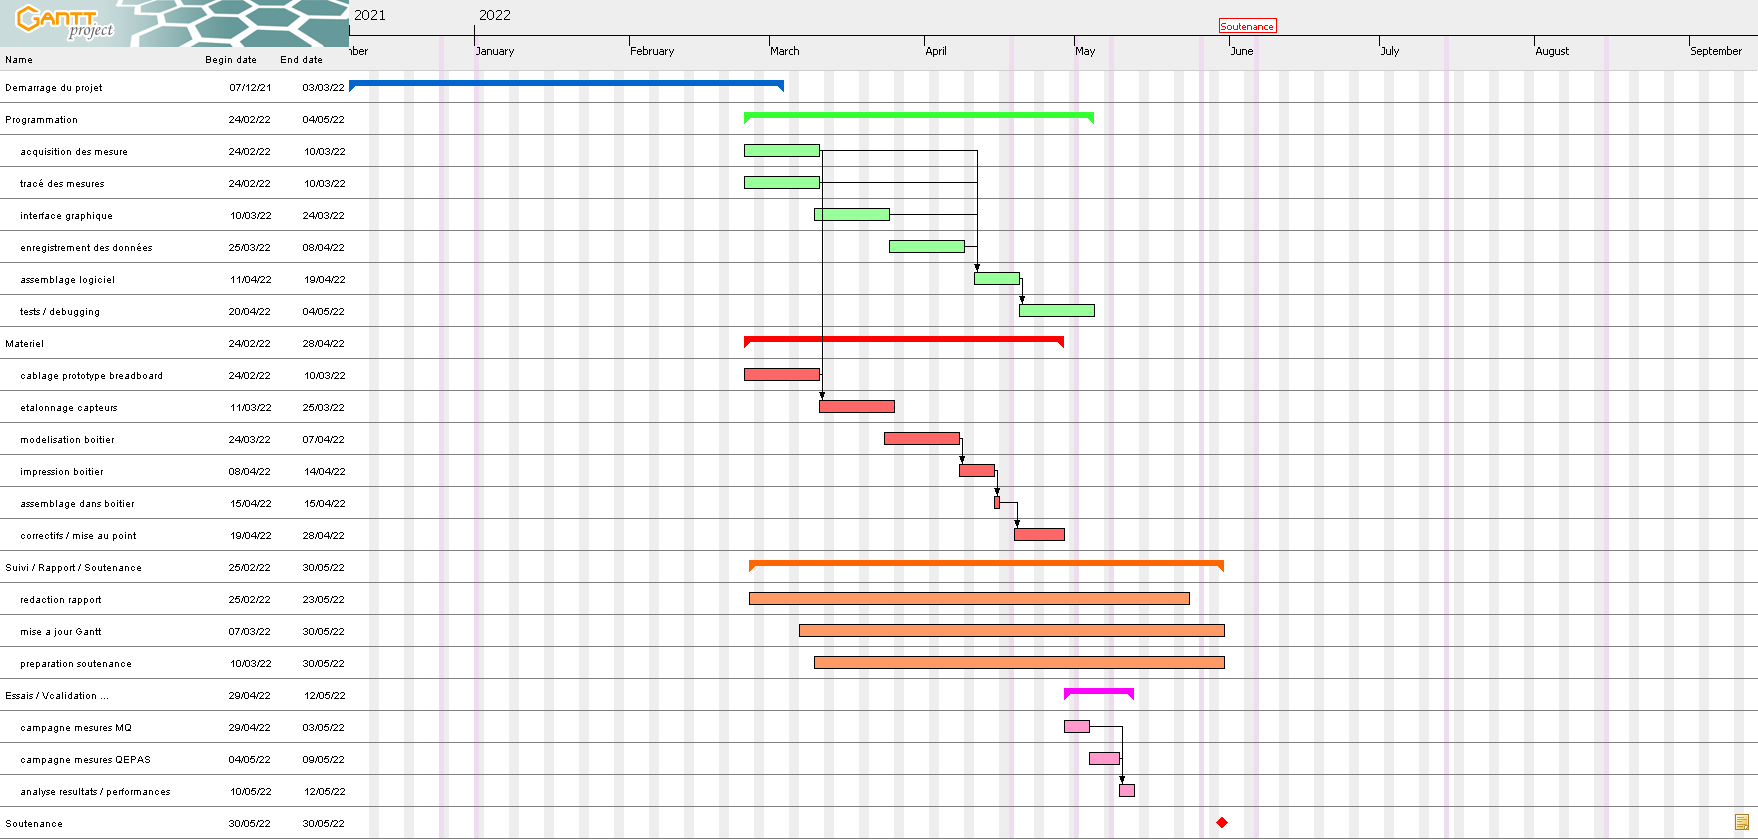 GANTT
project
2021 2022
Soutenance
nber January February March April May June July August September
Name Begin date End date
Demarrage du projet 07/12/21 03/03/22
Programmation 24/02/22 04/05/22
acquisition des mesure 24/02/22 10/03/22
tracé des mesures 24/02/22 10/03/22
interface graphique 10/03/22 24/03/22
enregistrement des données 25/03/22 08/04/22
assemblage logiciel 11/04/22 19/04/22
tests / debugging 20/04/22 04/05/22
Materiel 24/02/22 28/04/22
cablage prototype breadboard 24/02/22 10/03/22
etalonnage capteurs 11/03/22 25/03/22
modelisation boitier 24/03/22 07/04/22
impression boitier 08/04/22 14/04/22
assemblage dans boitier 15/04/22 15/04/22
correctifs / mise au point 19/04/22 28/04/22
Suivi / Rapport / Soutenance 25/02/22 30/05/22
redaction rapport 25/02/22 23/05/22
mise a jour Gantt 07/03/22 30/05/22
preparation soutenance 10/03/22 30/05/22
Essais / Vcalidation ... 29/04/22 12/05/22
campagne mesures MQ 29/04/22 03/05/22
campagne mesures QEPAS 04/05/22 09/05/22
analyse resultats / performances 10/05/22 12/05/22
Soutenance 30/05/22 30/05/22